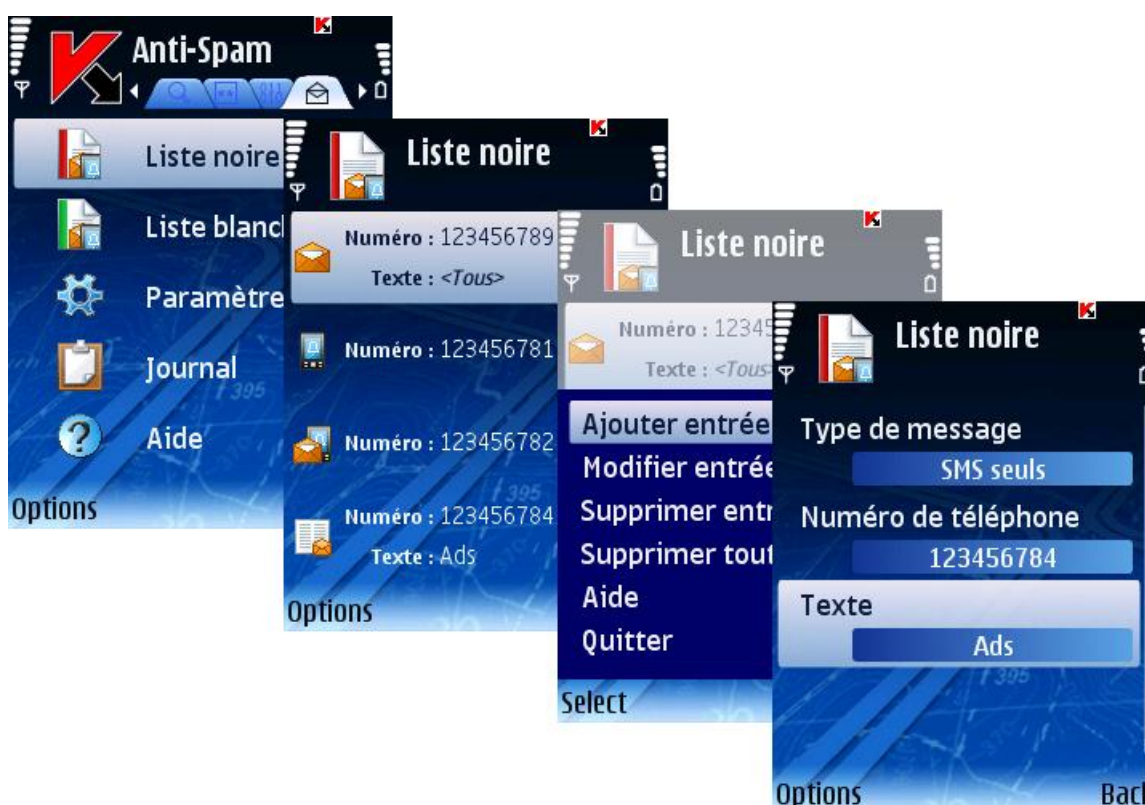 Anti-Spam
Liste noire
Liste blancl
Paramètre
Journal
Aide
Options
Liste noire
Numéro : 123456789
Texte : <Tous>
Numéro : 123456781
Numéro : 123456782
Numéro : 123456784
Texte : Ads
Options
Liste noire
Numéro : 12345
Texte : <Tous
Ajouter entrée
Modifier entrée
Supprimer entr
Supprimer tout
Aide
Quitter
Select
Liste noire
Type de message
SMS seuls
Numéro de téléphone
123456784
Texte
Ads
Options
Back